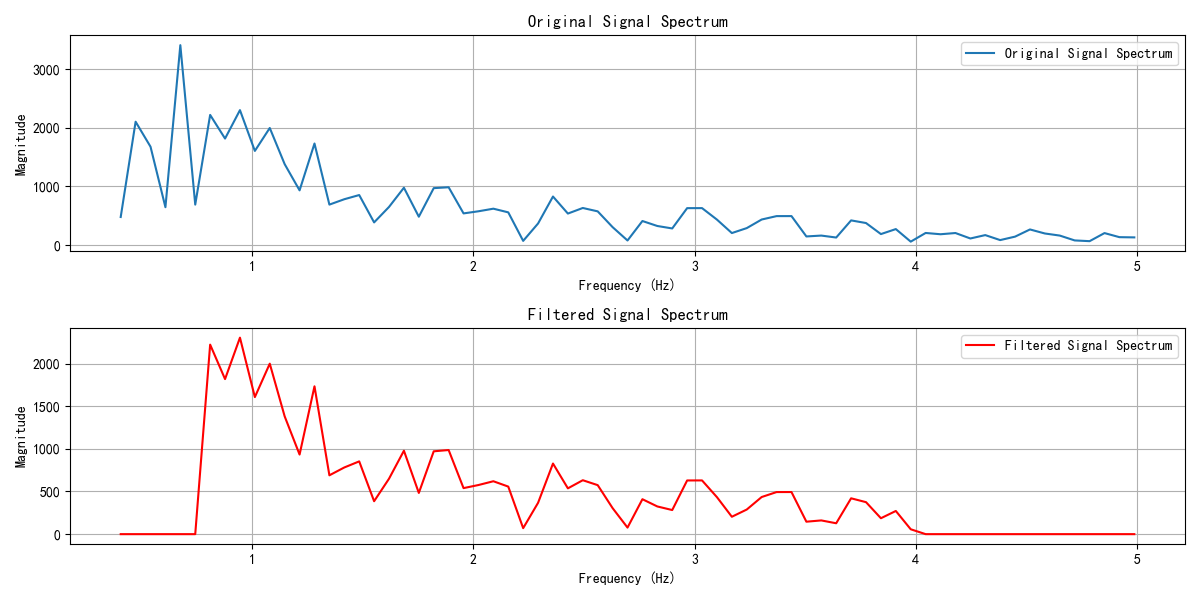 Original Signal Spectrum
Original Signal Spectrum
3000
2000
1000
0
Magnitude
1 2 3 4 5
Frequency (Hz)
Filtered Signal Spectrum
Filtered Signal Spectrum
2000
1500
1000
500
0
Magnitude
1 2 3 4 5
Frequency (Hz)